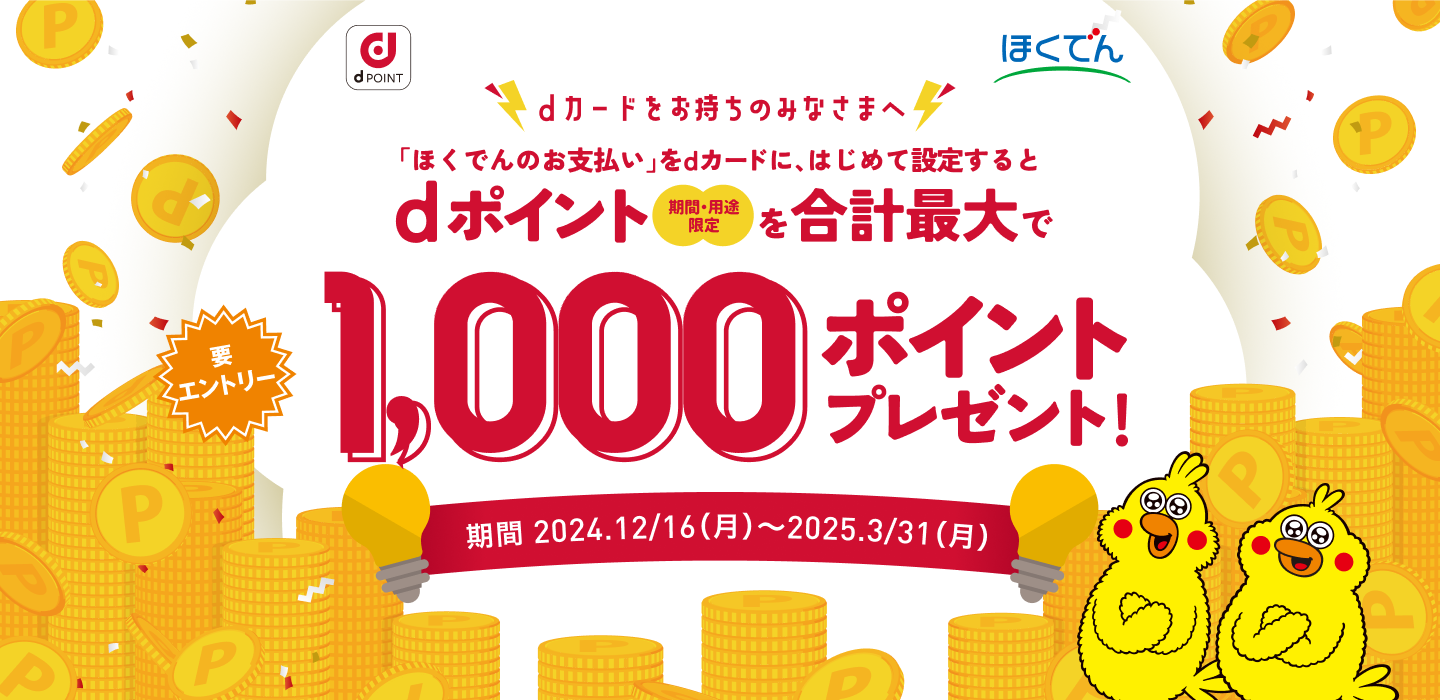 d POINT
ほくでん
dカードをお持ちのみなさまへ
「ほくでんのお支払い」をdカードに、はじめて設定すると
dポイント 期間・用途限定 を合計最大で
1,000ポイント
プレゼント!
要
エントリー
期間 2024.12/16(月)〜2025.3/31(月)
P
d
P
P
P
P
P
P
P